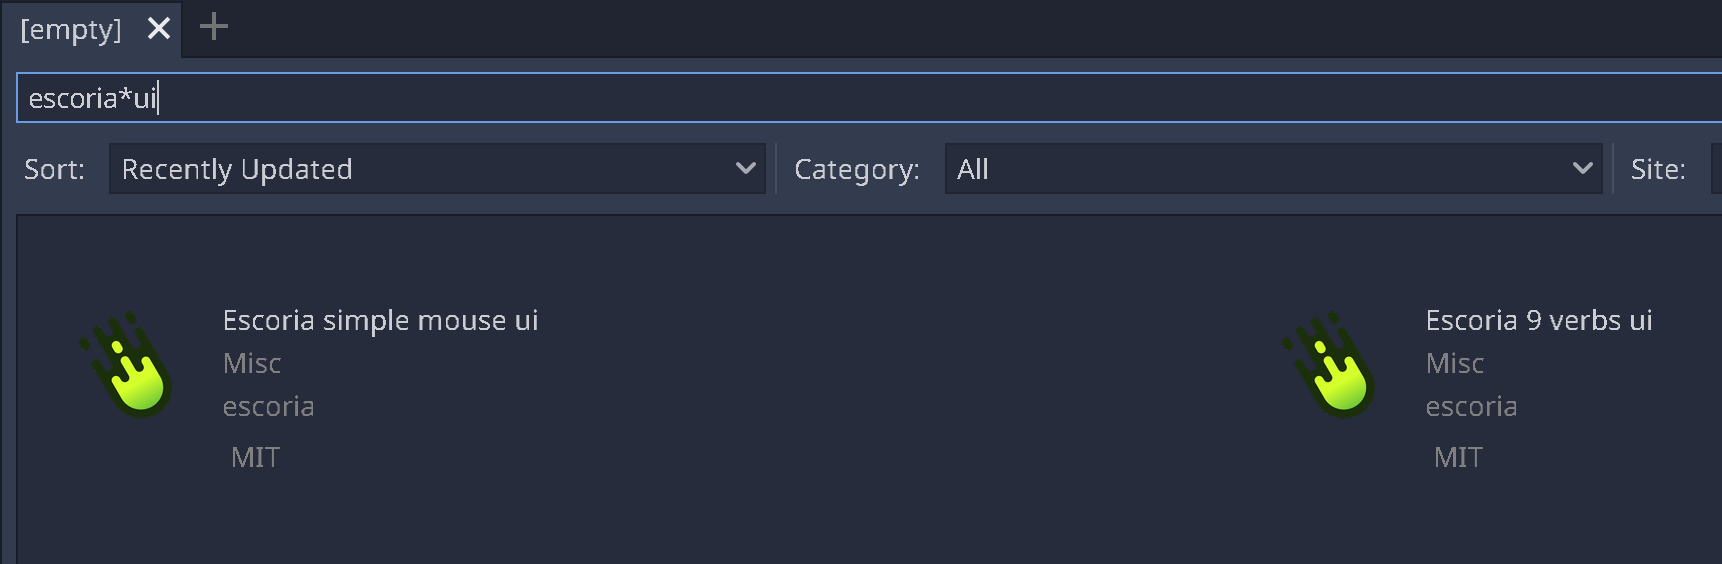 [empty]
escoria*ui
Sort: Recently Updated Category: All Site:
Escoria simple mouse ui
Misc
escoria
MIT
Escoria 9 verbs ui
Misc
escoria
MIT